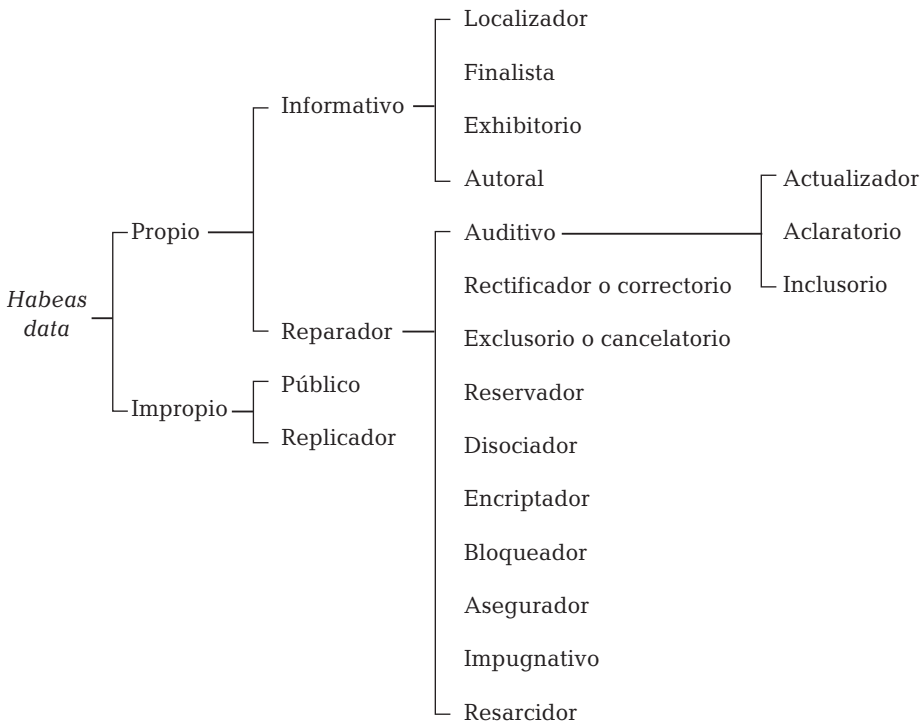 Habeas
data
Propio
Informativo
Localizador
Finalista
Exhibitorio
Autoral
Reparador
Auditivo
Actualizador
Aclaratorio
Inclusorio
Rectificador o correctorio
Exclusorio o cancelatorio
Reservador
Disociador
Encriptador
Bloqueador
Asegurador
Impugnativo
Resarcidor
Impropio
Público
Replicador